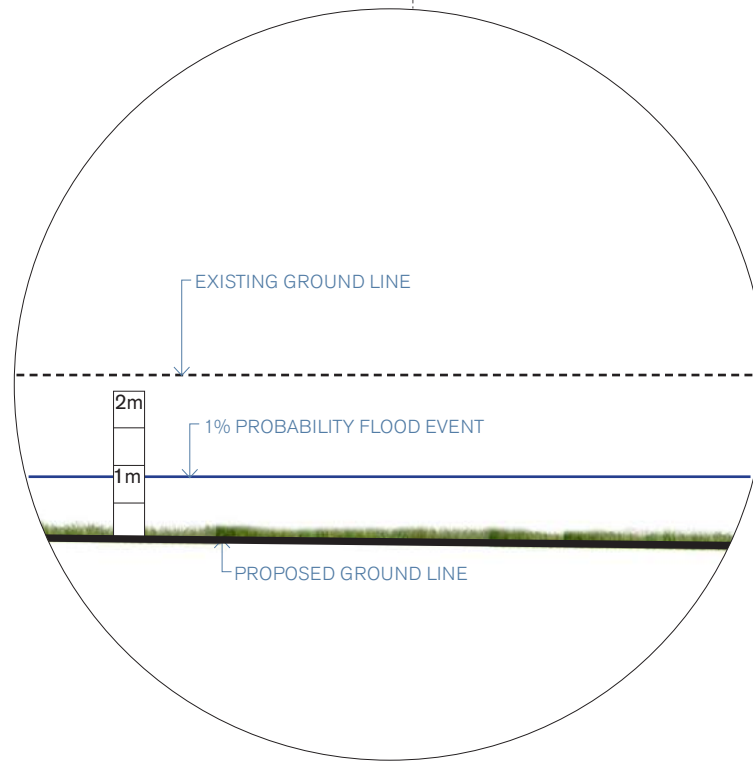 EXISTING GROUND LINE
2m
1% PROBABILITY FLOOD EVENT
1m
PROPOSED GROUND LINE